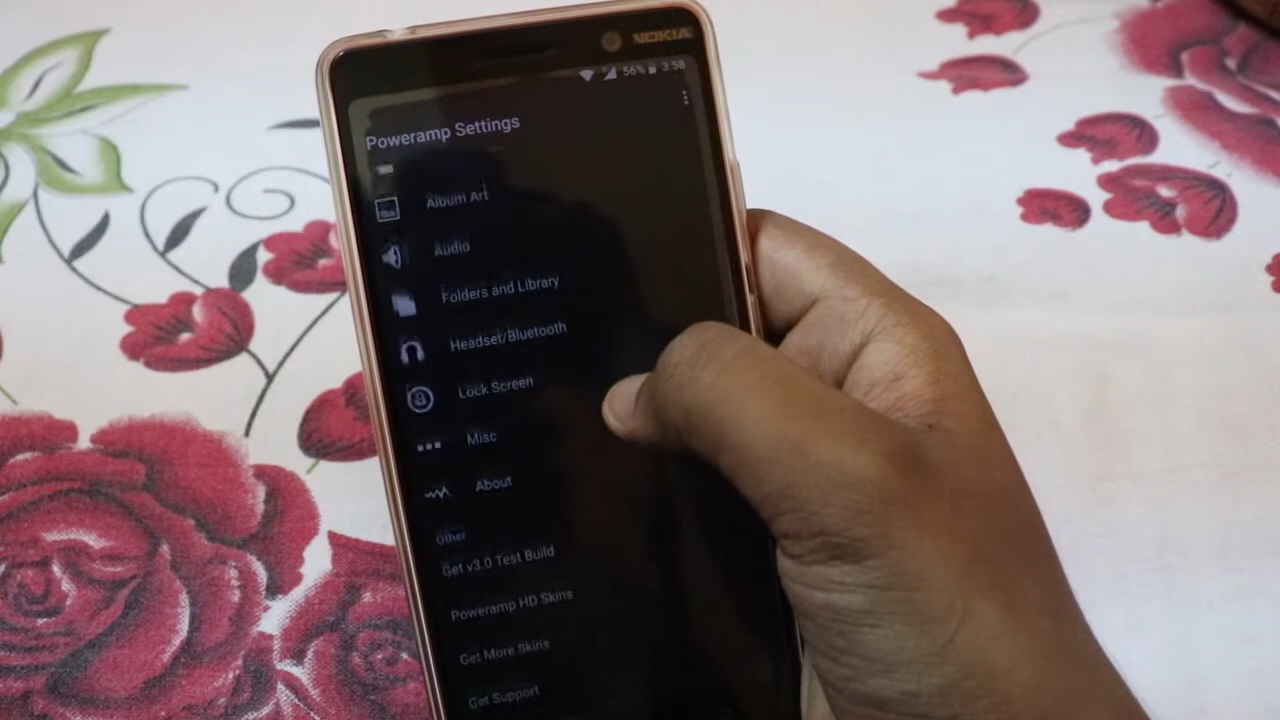 NOKIA
56% 3:58
Poweramp Settings
Album Art
Audio
Folders and Library
Headset/Bluetooth
Lock Screen
Misc
About
Other
Get v3.0 Test Build
Poweramp HD Skins
Get More Skins
Get Support